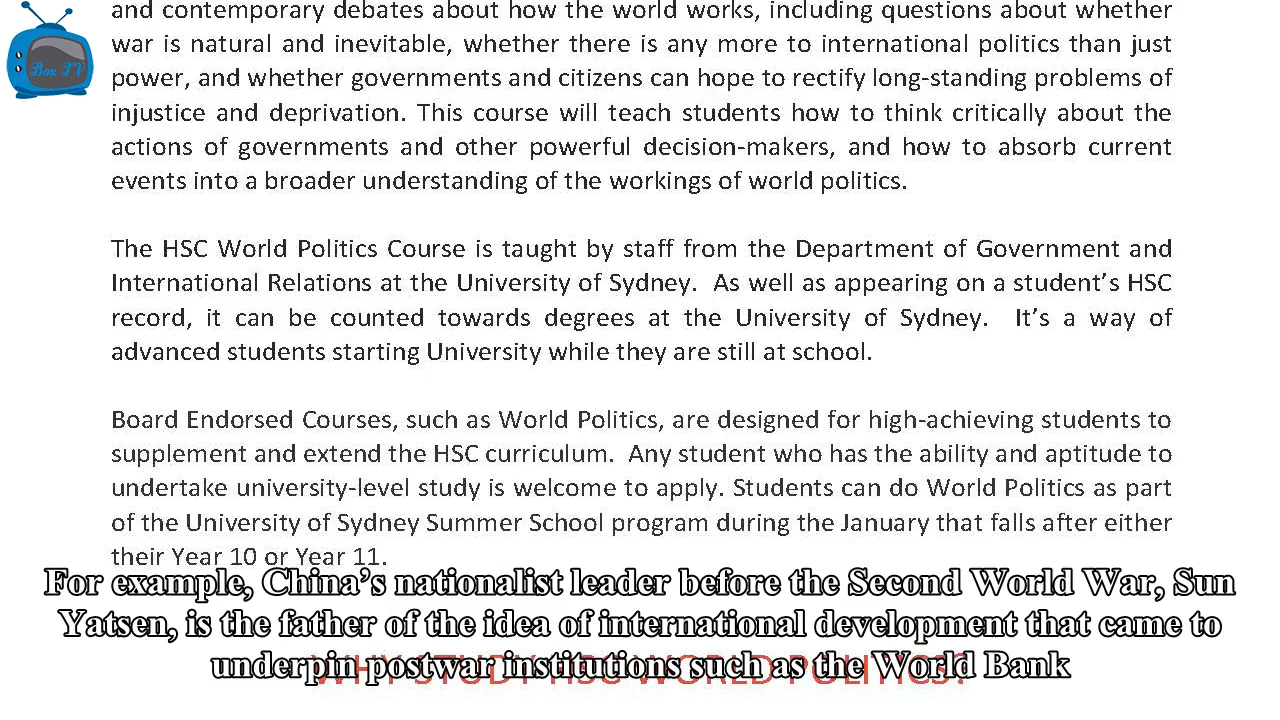 and contemporary debates about how the world works, including questions about whether
war is natural and inevitable, whether there is any more to international politics than just
power, and whether governments and citizens can hope to rectify long-standing problems of
injustice and deprivation. This course will teach students how to think critically about the
actions of governments and other powerful decision-makers, and how to absorb current
events into a broader understanding of the workings of world politics.
Box TV
The HSC World Politics Course is taught by staff from the Department of Government and
International Relations at the University of Sydney.  As well as appearing on a student's HSC
record, it can be counted towards degrees at the University of Sydney.  It's a way of
advanced students starting University while they are still at school.
Board Endorsed Courses, such as World Politics, are designed for high-achieving students to
supplement and extend the HSC curriculum.  Any student who has the ability and aptitude to
undertake university-level study is welcome to apply. Students can do World Politics as part
of the University of Sydney Summer School program during the January that falls after either
their Year 10 or Year 11.
For example, China's nationalist leader before the Second World War, Sun
Yatsen, is the father of the idea of international development that came to
underpin postwar institutions such as the World Bank
WHY STUDY HSC WORLD POLITICS?